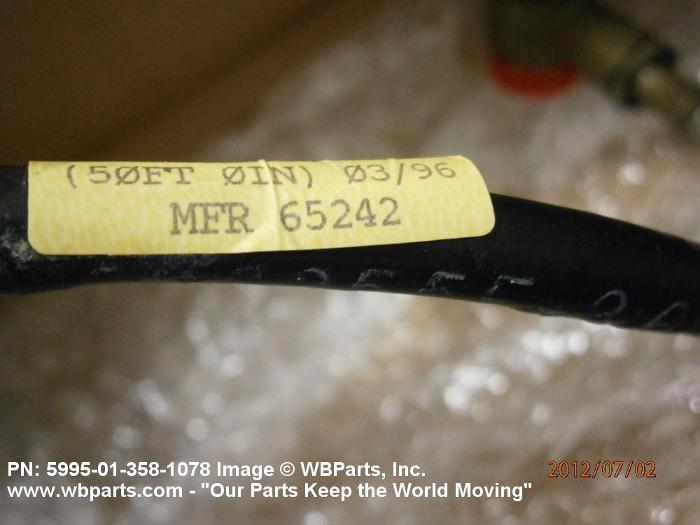 (5ØFT ØIN) Ø3/96
MFR 65242
PN: 5995-01-358-1078 Image © WBParts, Inc.
2012/07/02
www.wbparts.com - "Our Parts Keep the World Moving"